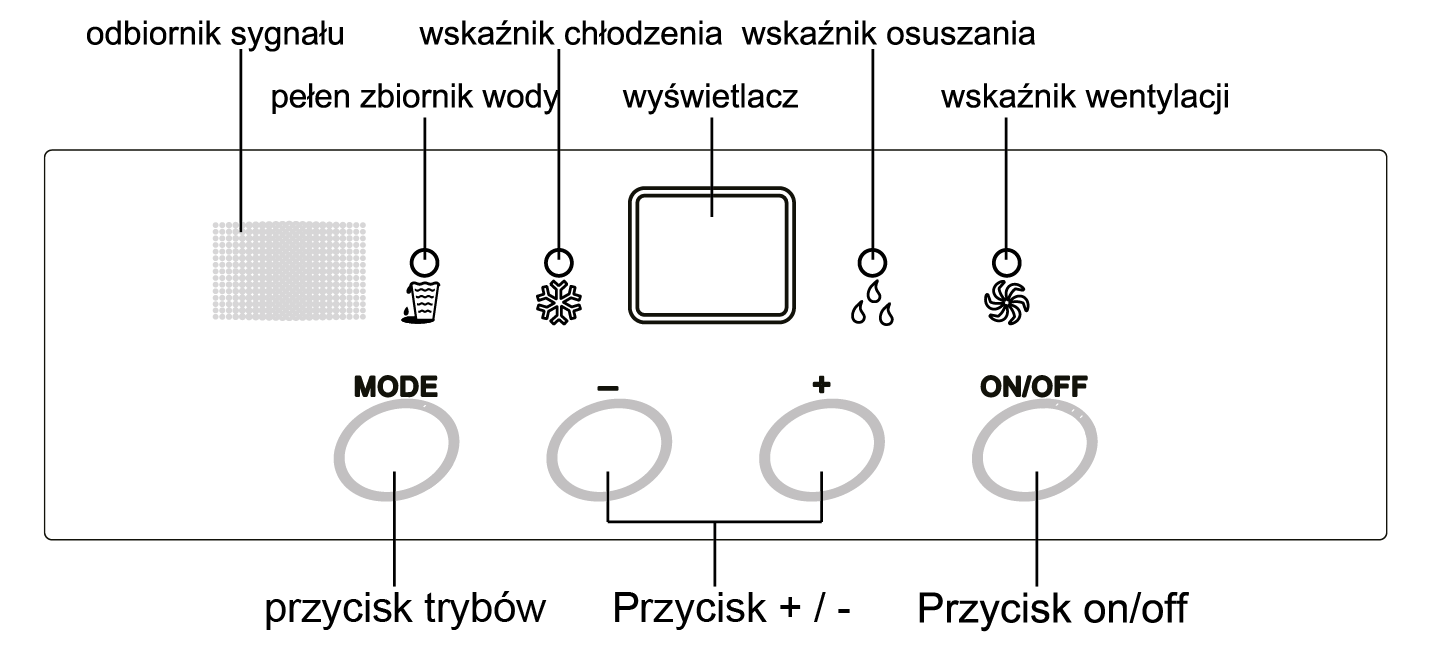 odbiornik sygnału wskaźnik chłodzenia wskaźnik osuszania
pełen zbiornik wody wyświetlacz wskaźnik wentylacji
MODE – + ON/OFF
przycisk trybów Przycisk + / - Przycisk on/off